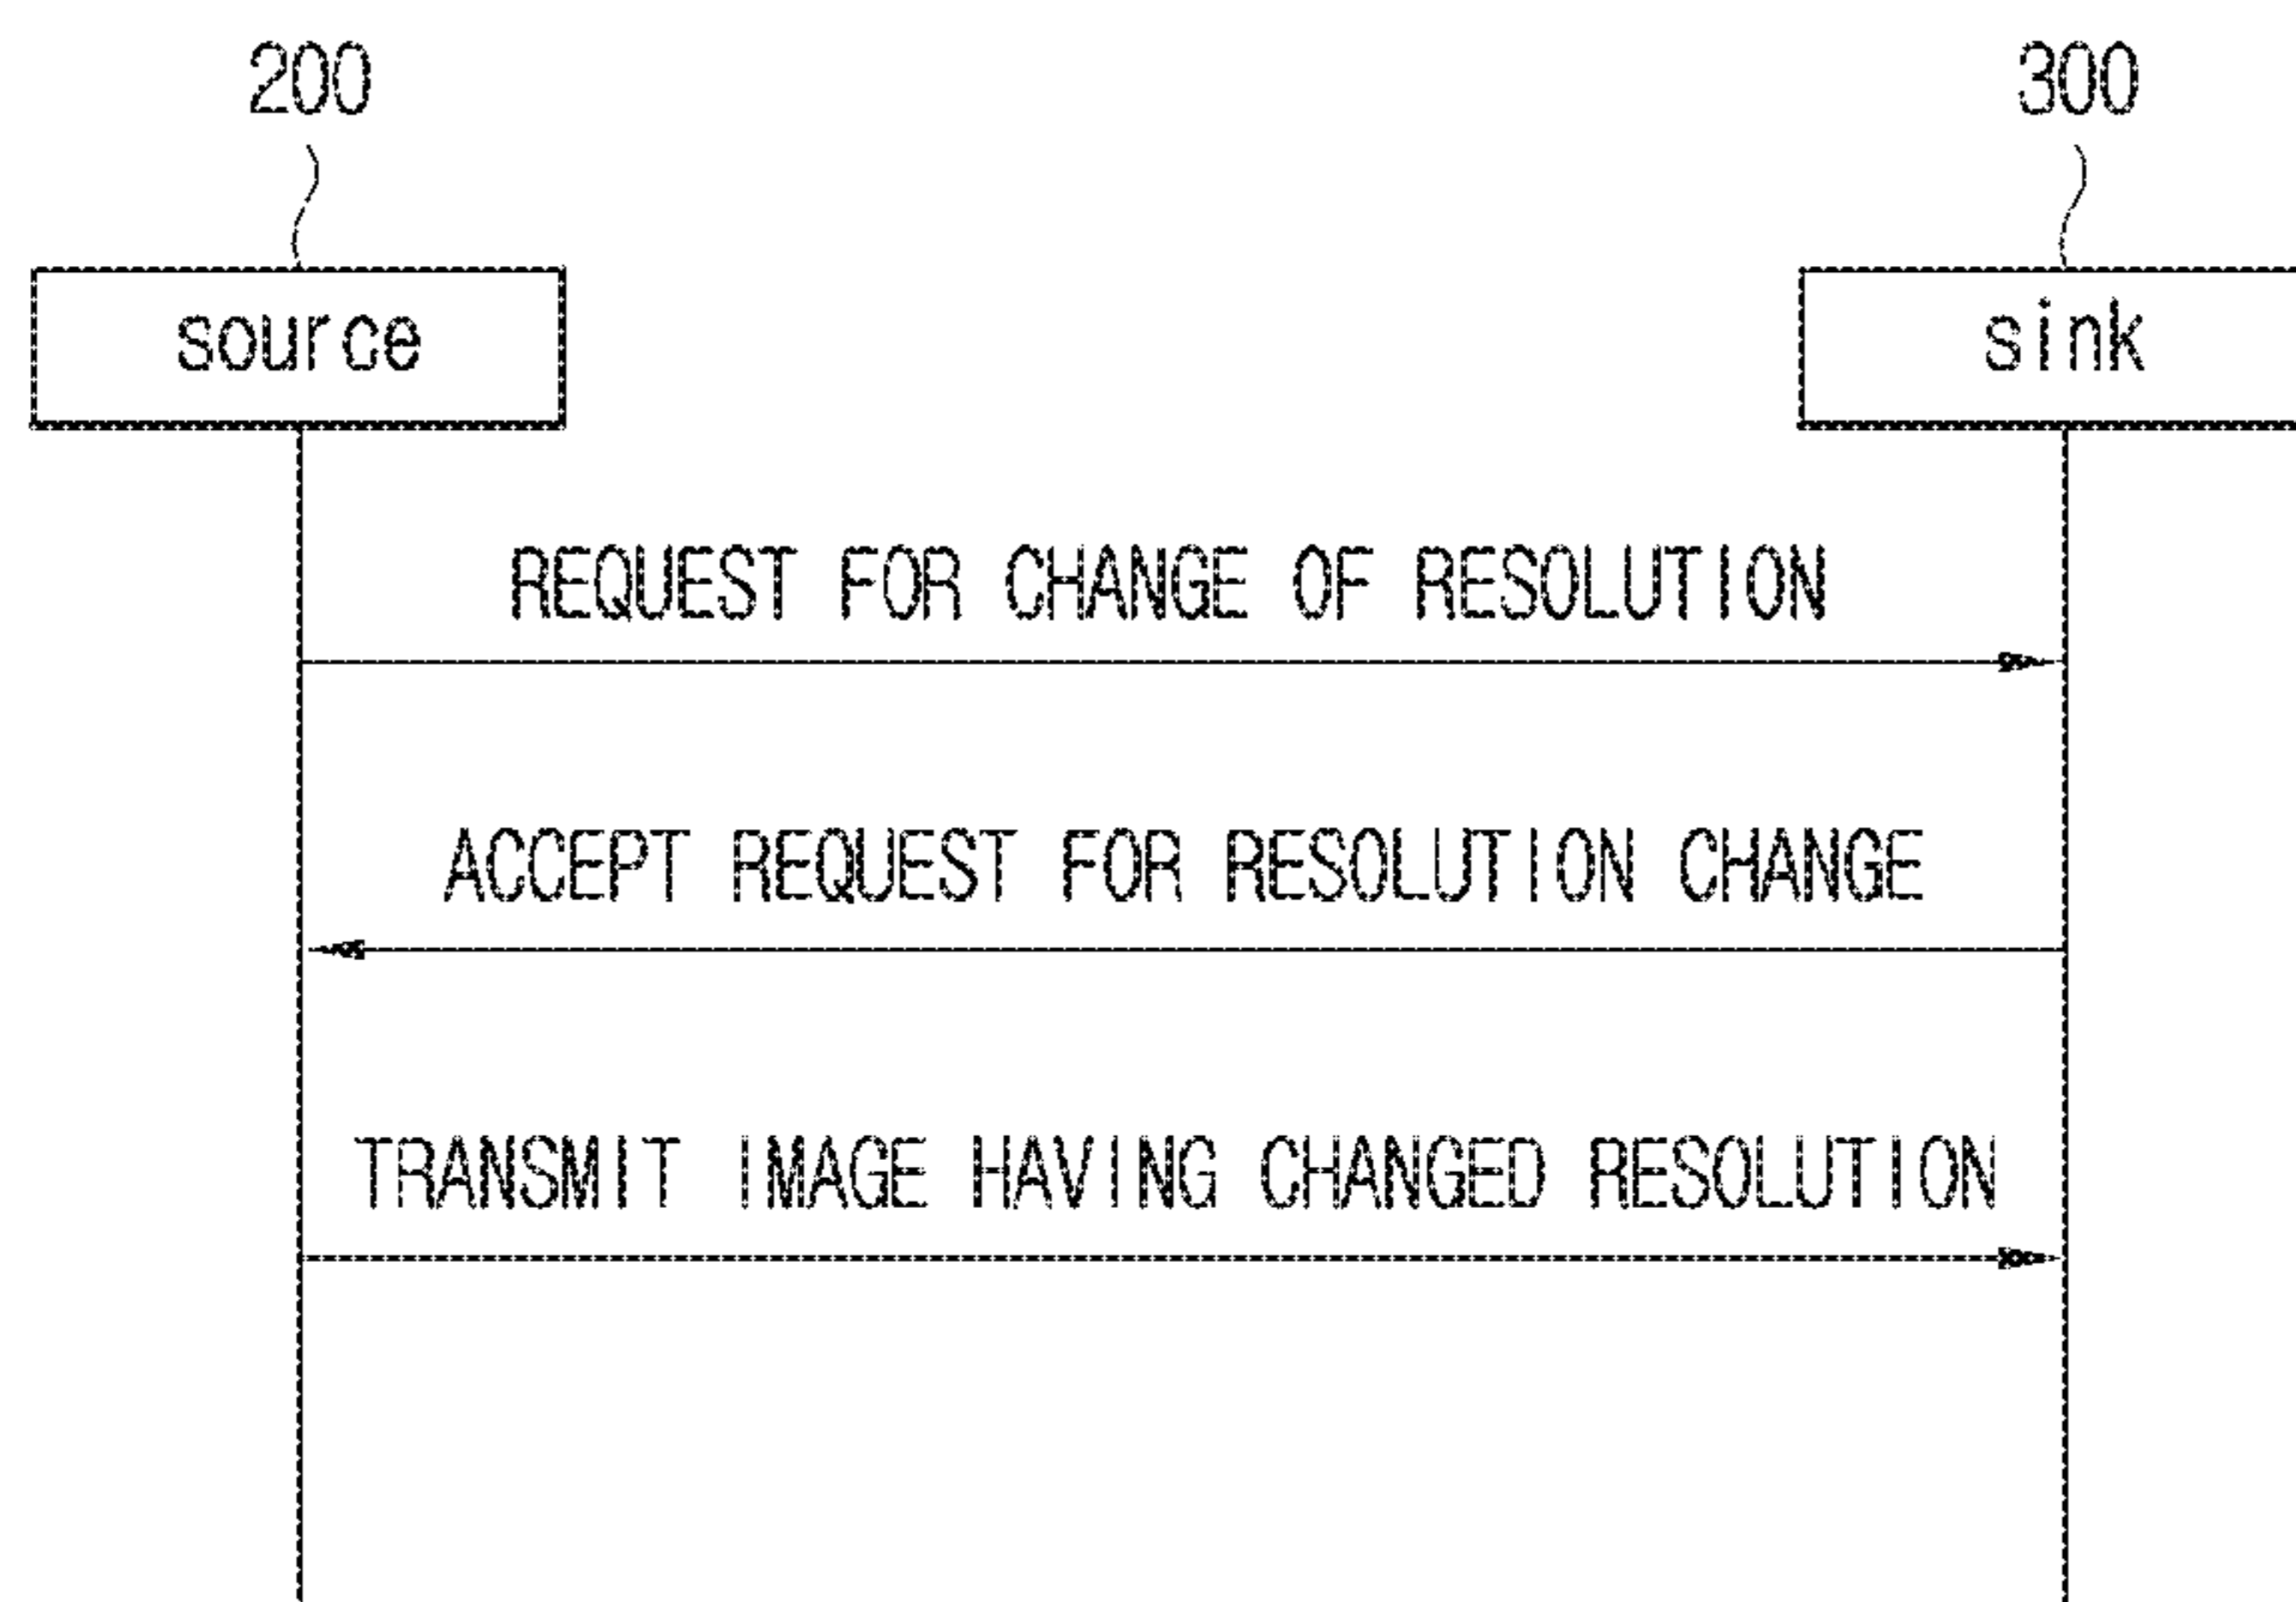 200
300
source
sink
REQUEST FOR CHANGE OF RESOLUTION
ACCEPT REQUEST FOR RESOLUTION CHANGE
TRANSMIT IMAGE HAVING CHANGED RESOLUTION